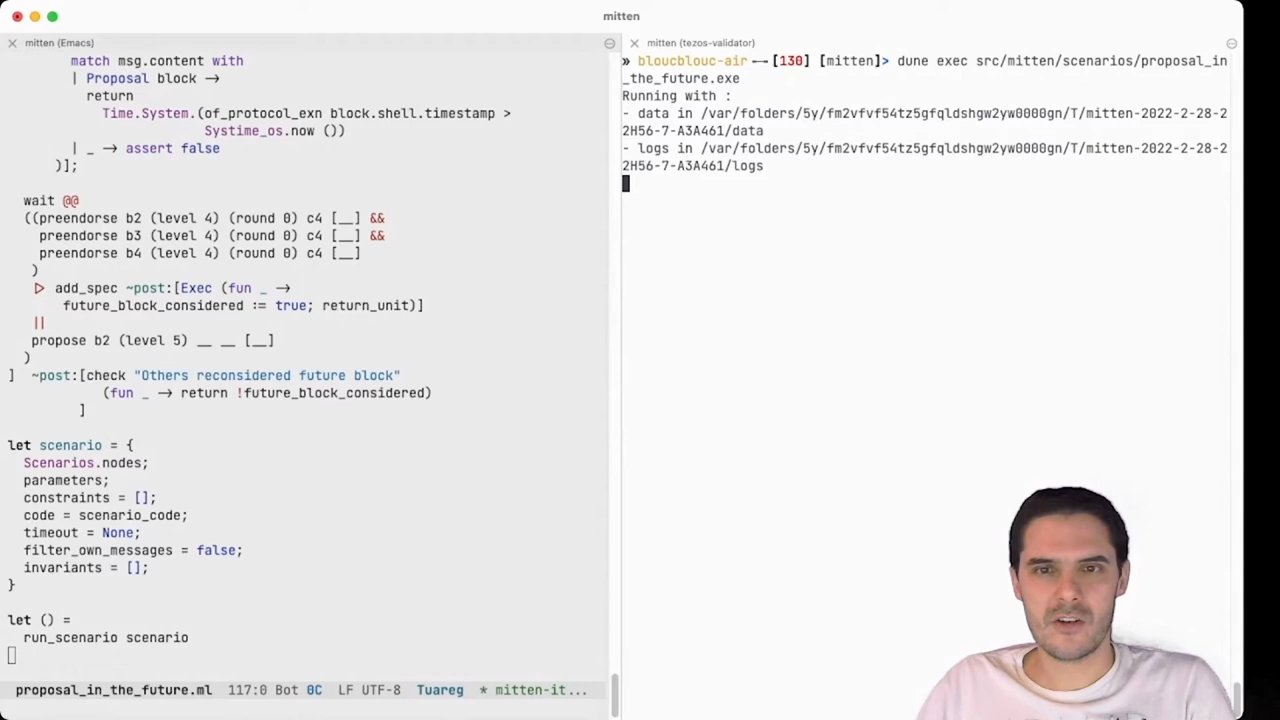 mitten
mitten (Emacs)
match msg.content with
| Proposal block →
return
Time.System.(of_protocol_exn block.shell.timestamp >
Systime_os.now ())
| _ → assert false
)];
wait @@
((preendorse b2 (level 4) (round 0) c4 [__] &&
preendorse b3 (level 4) (round 0) c4 [__] &&
preendorse b4 (level 4) (round 0) c4 [__]
)
▷ add_spec ~post:[Exec (fun _ →
future_block_considered := true; return_unit)]
||
propose b2 (level 5) __ __ [__]
)
] ~post:[check "Others reconsidered future block"
(fun _ → return !future_block_considered)
]
let scenario = {
Scenarios.nodes;
parameters;
constraints = [];
code = scenario_code;
timeout = None;
filter_own_messages = false;
invariants = [];
}
let () =
run_scenario scenario
proposal_in_the_future.ml 117:0 Bot 0C LF UTF-8 Tuareg * mitten-it...
mitten (tezos-validator)
» bloucblouc-air —– [130] [mitten]> dune exec src/mitten/scenarios/proposal_in
_the_future.exe
Running with :
- data in /var/folders/5y/fm2vfvf54tz5gfqldshgw2yw0000gn/T/mitten-2022-2-28-2
2H56-7-A3A461/data
- logs in /var/folders/5y/fm2vfvf54tz5gfqldshgw2yw0000gn/T/mitten-2022-2-28-2
2H56-7-A3A461/logs